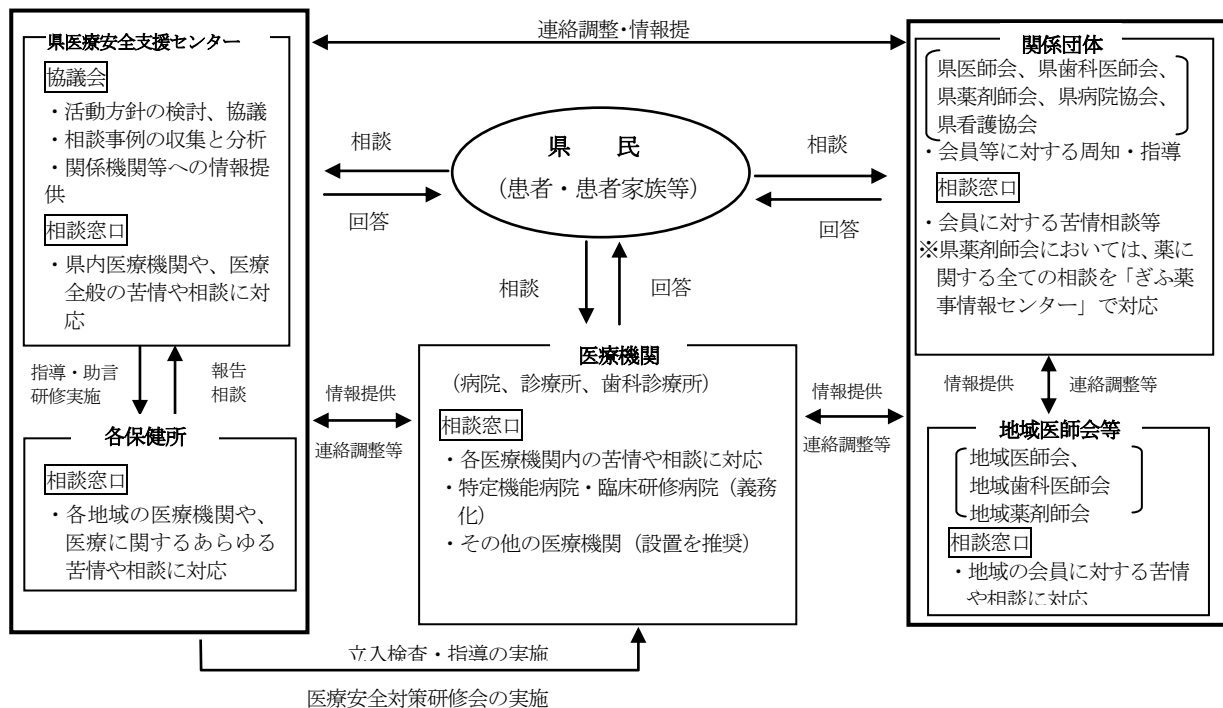 県医療安全支援センター
協議会
・活動方針の検討、協議
・相談事例の収集と分析
・関係機関等への情報提
供
相談窓口
・県内医療機関や、医療
全般の苦情や相談に対
応
指導・助言
研修実施
報告
相談
各保健所
相談窓口
・各地域の医療機関や、
医療に関するあらゆる
苦情や相談に対応
連絡調整・情報提
県　民
(患者・患者家族等)
相談
回答
相談
回答
相談
回答
医療機関
(病院、診療所、歯科診療所)
相談窓口
・各医療機関内の苦情や相談に対応
・特定機能病院・臨床研修病院（義務
化）
・その他の医療機関（設置を推奨）
情報提供
連絡調整等
情報提供
連絡調整等
関係団体
県医師会、県歯科医師会、
県薬剤師会、県病院協会、
県看護協会
・会員等に対する周知・指導
相談窓口
・会員に対する苦情相談等
※県薬剤師会においては、薬に
関する全ての相談を「ぎふ薬
事情報センター」で対応
情報提供
連絡調整等
地域医師会等
地域医師会、
地域歯科医師会
地域薬剤師会
相談窓口
・地域の会員に対する苦情
や相談に対応
立入検査・指導の実施
医療安全対策研修会の実施